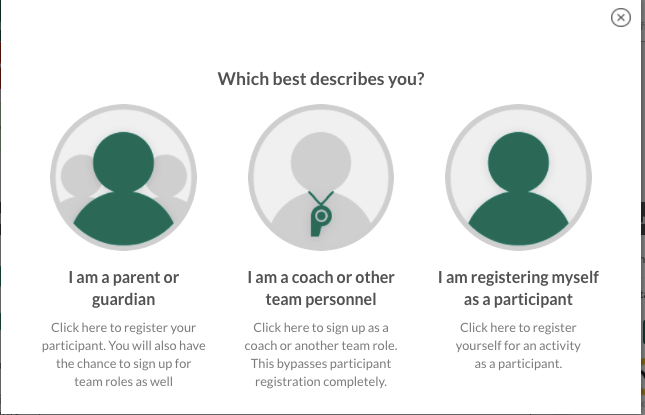 Which best describes you?
I am a parent or
guardian
Click here to register your
participant. You will also have
the chance to sign up for
team roles as well
I am a coach or other
team personnel
Click here to sign up as a
coach or another team role.
This bypasses participant
registration completely.
I am registering myself
as a participant
Click here to register
yourself for an activity
as a participant.